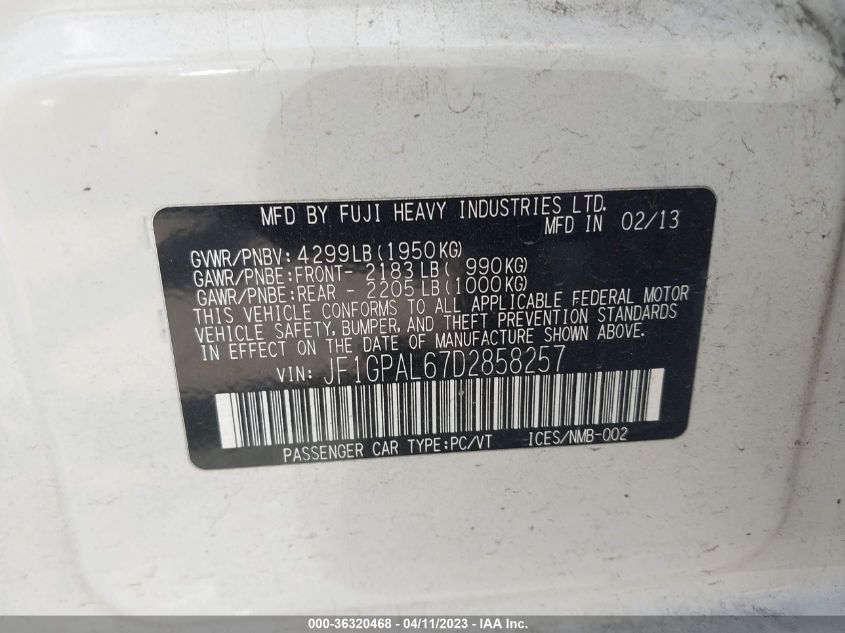 MFD BY FUJI HEAVY INDUSTRIES LTD.
MFD IN 02/13
GVWR/PNBV: 4299LB(1950KG)
GAWR/PNBE:FRONT- 2183LB( 990KG)
GAWR/PNBE:REAR - 2205LB(1000KG)
THIS VEHICLE CONFORMS TO ALL APPLICABLE FEDERAL MOTOR
VEHICLE SAFETY, BUMPER, AND THEFT PREVENTION STANDARDS
IN EFFECT ON THE DATE OF MANUFACTURE SHOWN ABOVE.
VIN: JF1GPAL67D2858257
PASSENGER CAR TYPE:PC/VT ICES/NMB-002
000-36320468 - 04/11/2023 - IAA Inc.